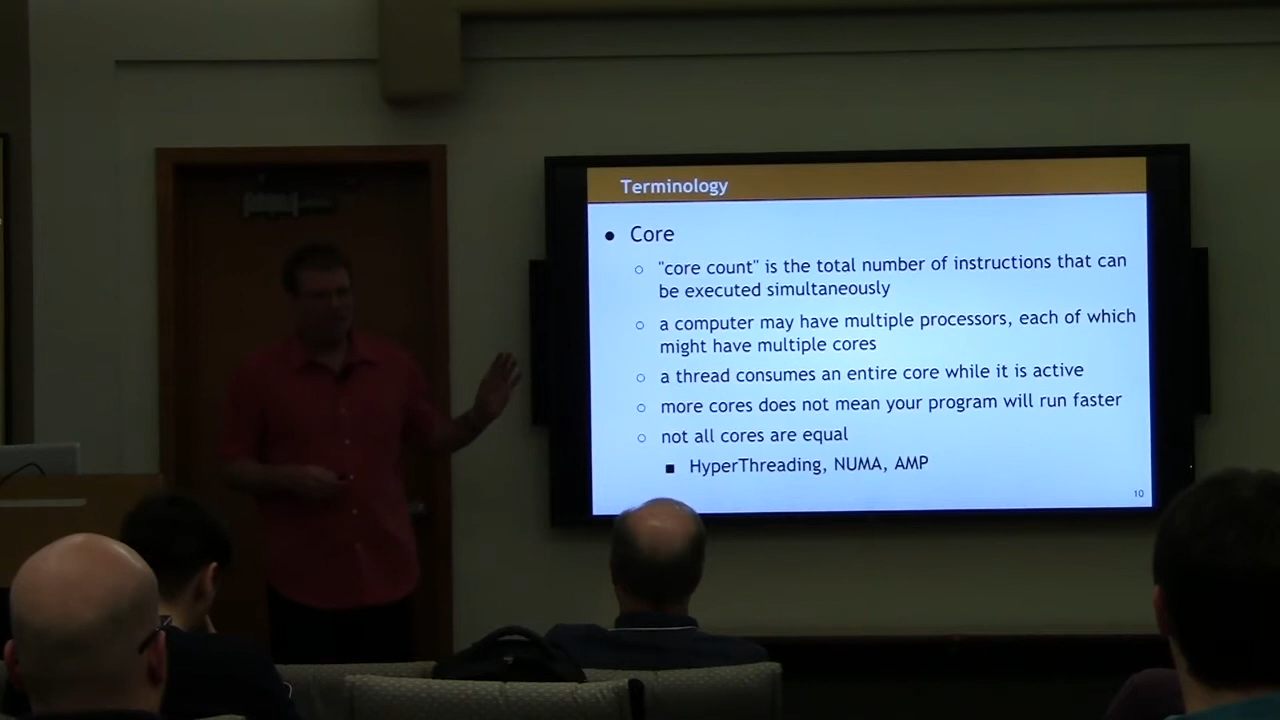 Terminology
● Core
○ "core count" is the total number of instructions that can
be executed simultaneously
○ a computer may have multiple processors, each of which
might have multiple cores
○ a thread consumes an entire core while it is active
○ more cores does not mean your program will run faster
○ not all cores are equal
■ HyperThreading, NUMA, AMP
10